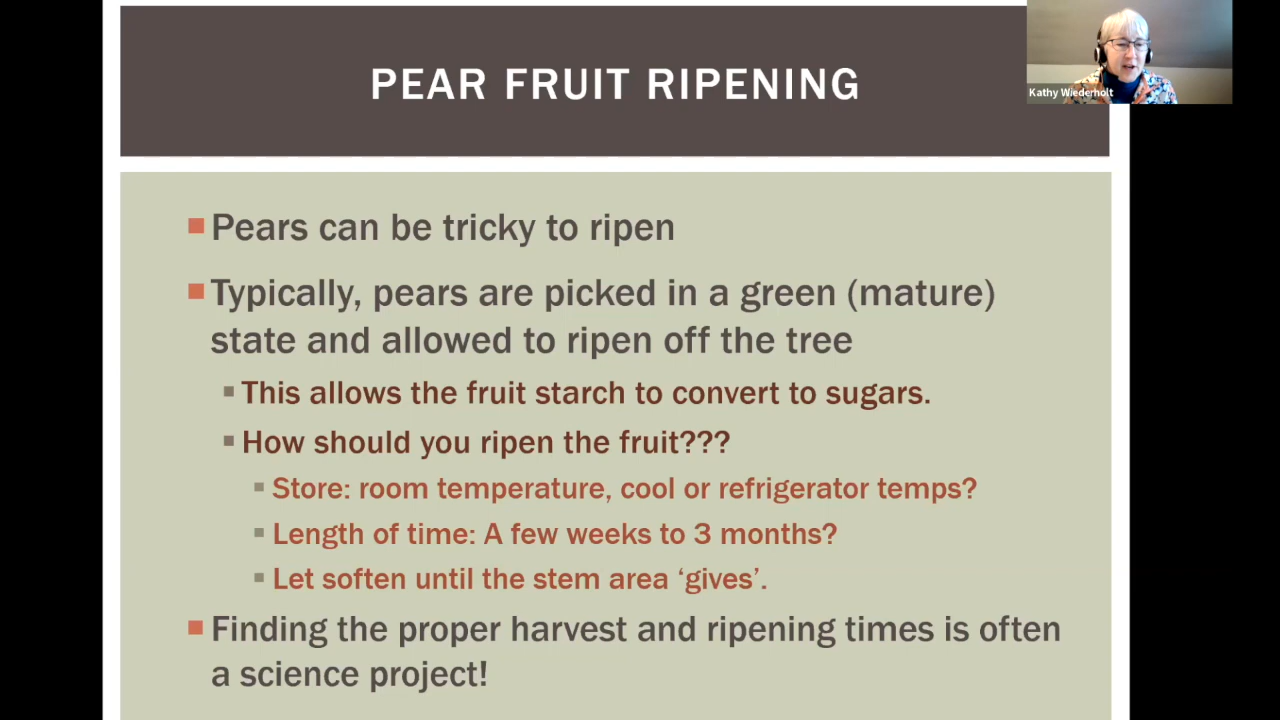 PEAR FRUIT RIPENING
Kathy Wiederholt
Pears can be tricky to ripen
Typically, pears are picked in a green (mature)
state and allowed to ripen off the tree
This allows the fruit starch to convert to sugars.
How should you ripen the fruit???
Store: room temperature, cool or refrigerator temps?
Length of time: A few weeks to 3 months?
Let soften until the stem area ‘gives’.
Finding the proper harvest and ripening times is often
a science project!